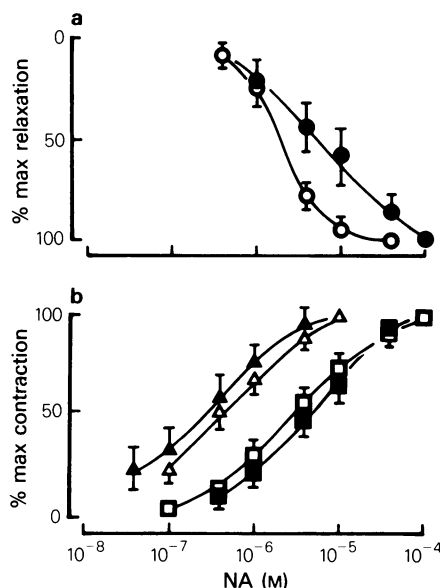 a
0
50
100
% max relaxation
b
100
50
0
% max contraction
10⁻⁸ 10⁻⁷ 10⁻⁶ 10⁻⁵ 10⁻⁴
NA (M)